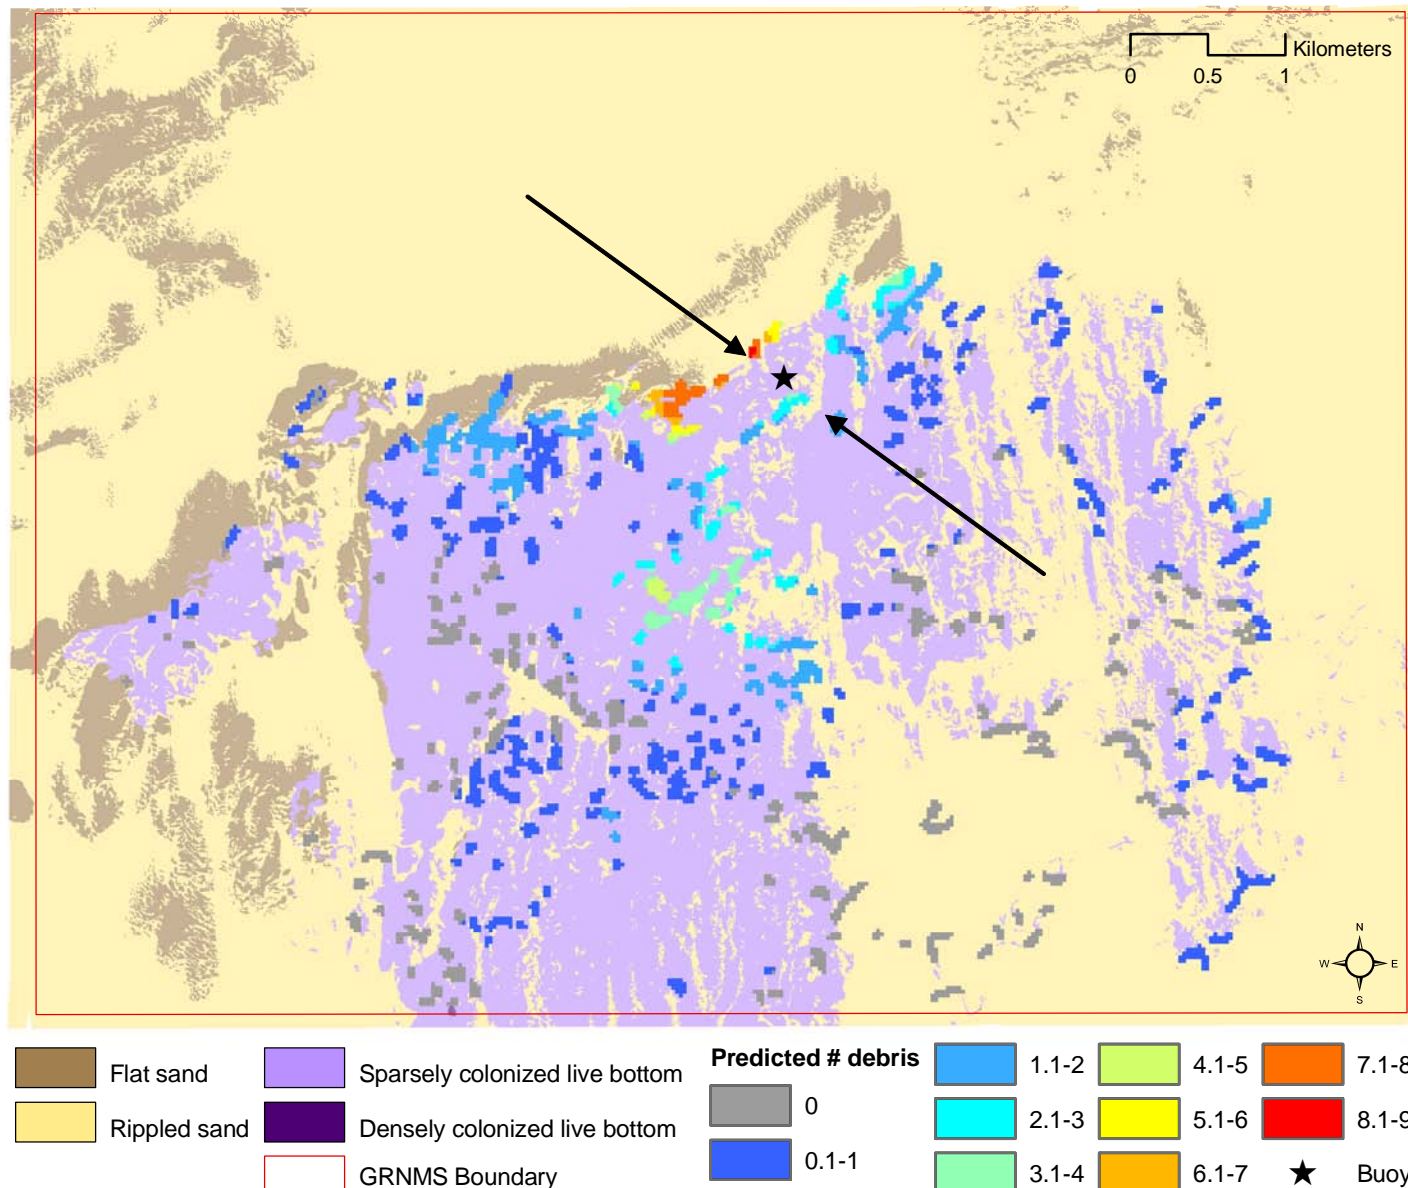 Kilometers
0 0.5 1
N
W E
S
Flat sand
Rippled sand
Sparsely colonized live bottom
Densely colonized live bottom
GRNMS Boundary
Predicted # debris
0
0.1-1
1.1-2
2.1-3
3.1-4
4.1-5
5.1-6
6.1-7
7.1-8
8.1-9
Buoy